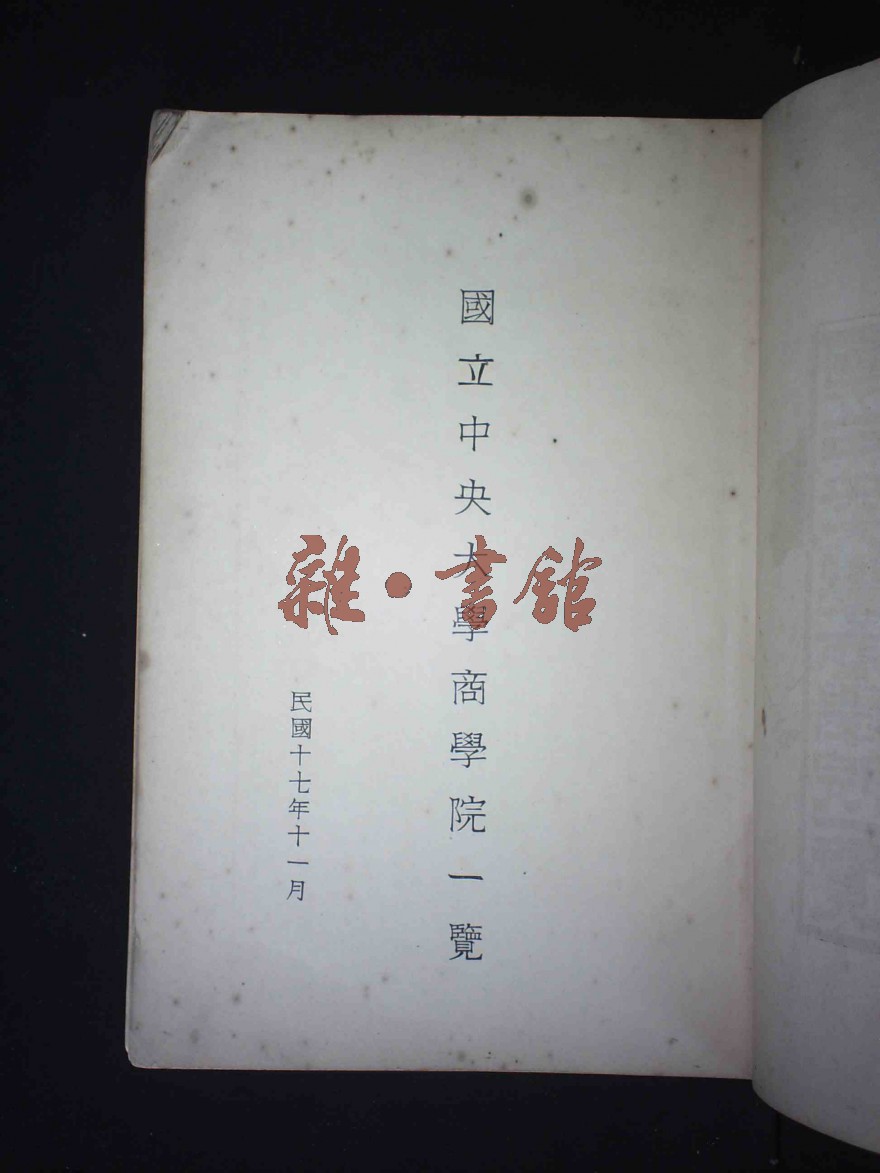 國立中央大學商學院一覽
民國十七年十一月
雜·書館